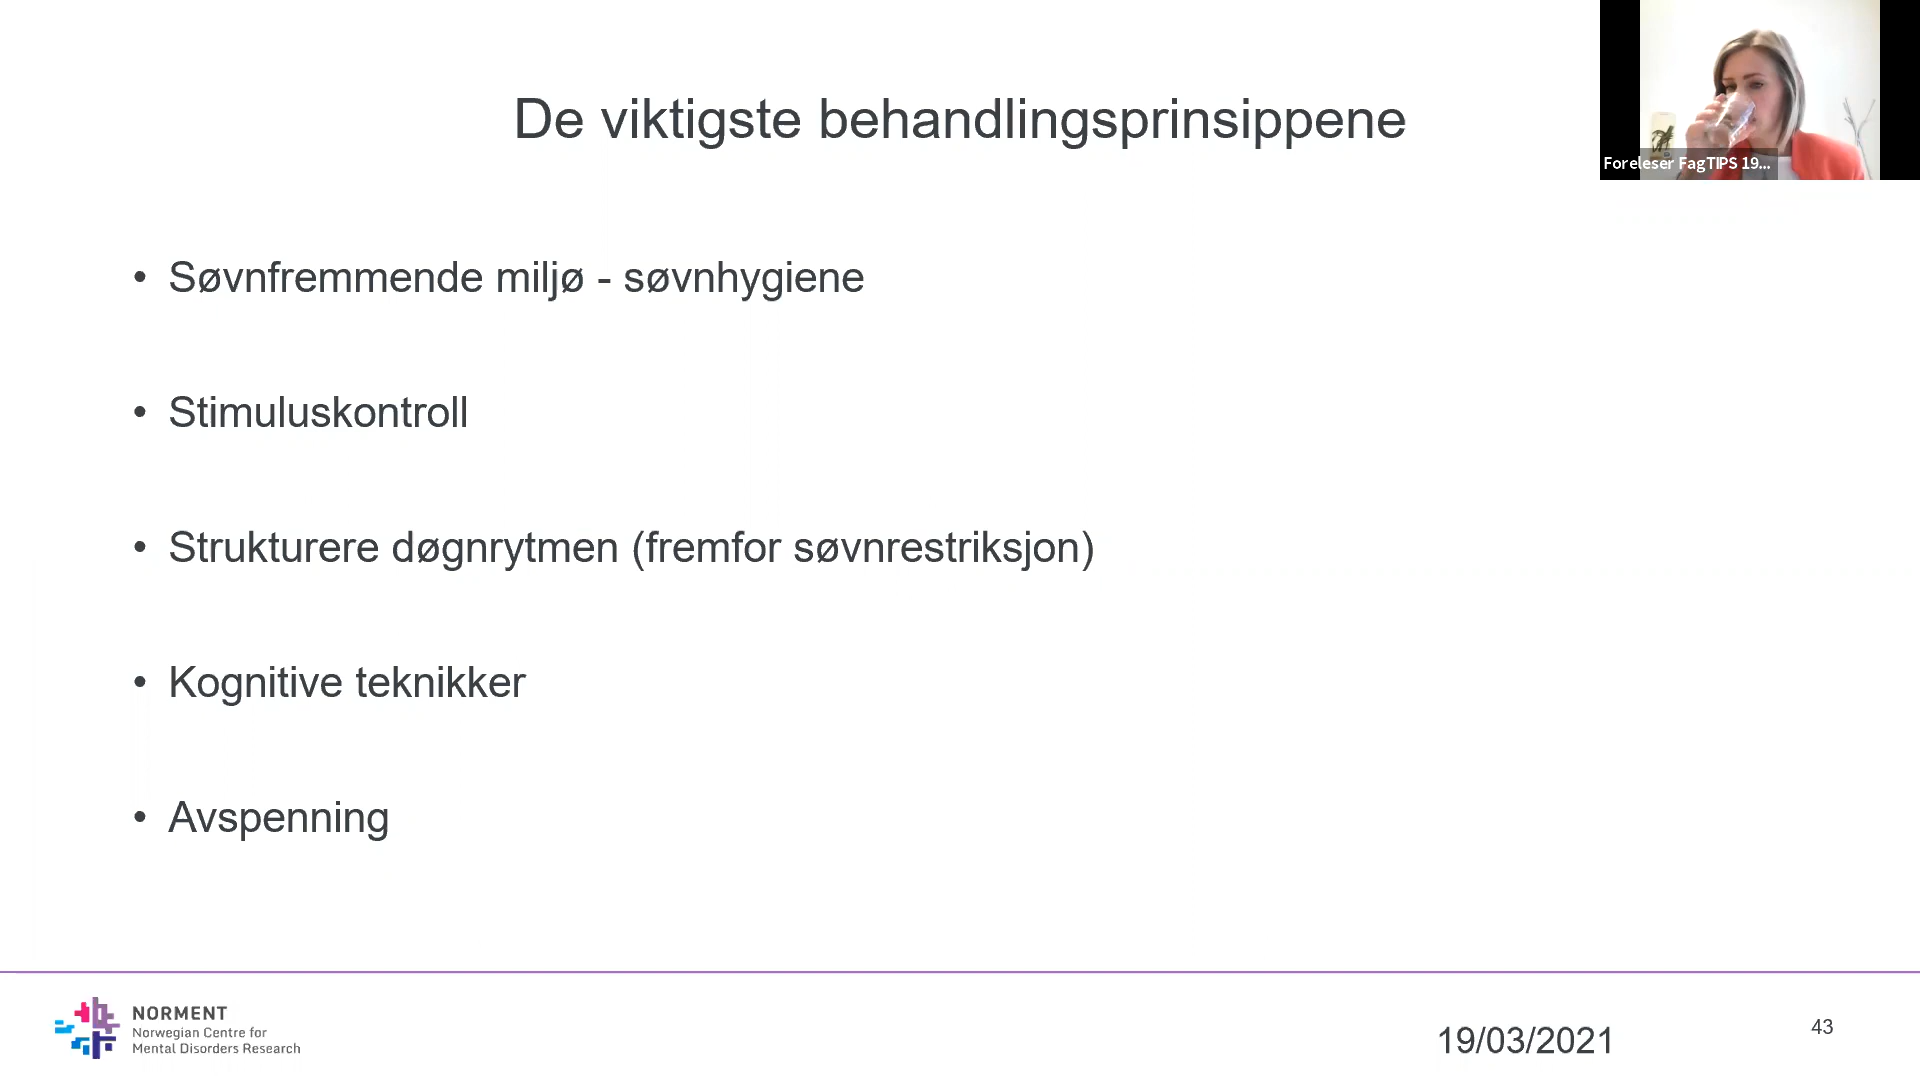 De viktigste behandlingsprinsippene
Foreleser FagTIPS 19...
• Søvnfremmende miljø - søvnhygiene
• Stimuluskontroll
• Strukturere døgnrytmen (fremfor søvnrestriksjon)
• Kognitive teknikker
• Avspenning
NORMENT
Norwegian Centre for
Mental Disorders Research
19/03/2021
43